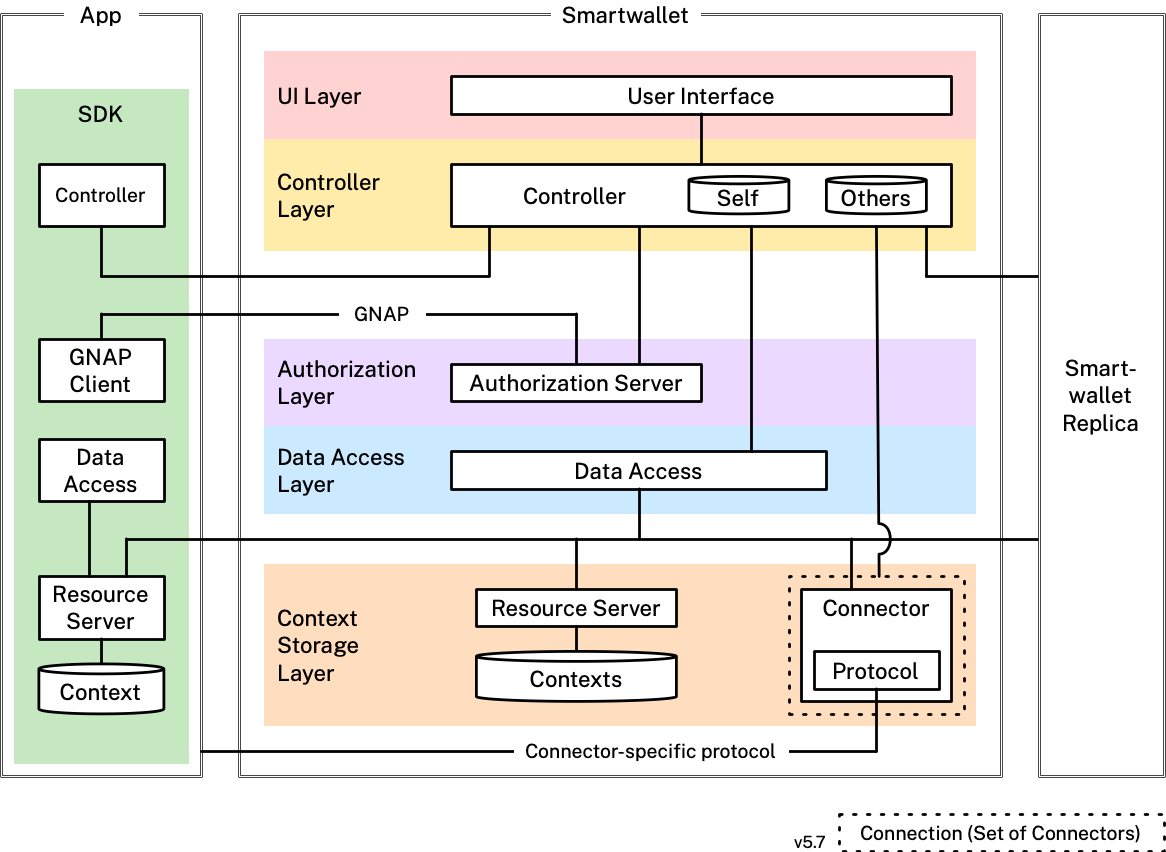 App
Smartwallet
SDK
UI Layer
User Interface
Controller
Controller
Layer
Controller
Self
Others
GNAP
GNAP
Client
Authorization
Layer
Authorization Server
Smart-
wallet
Replica
Data
Access
Data Access
Layer
Data Access
Resource
Server
Context
Context
Storage
Layer
Resource Server
Contexts
Connector
Protocol
Connector-specific protocol
v5.7
Connection (Set of Connectors)